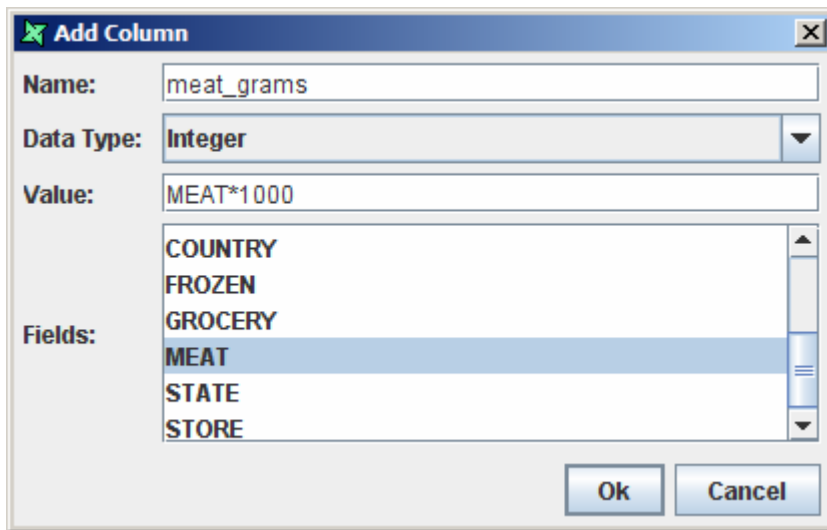 Add Column
Name: meat_grams
Data Type: Integer
Value: MEAT*1000
Fields:
COUNTRY
FROZEN
GROCERY
MEAT
STATE
STORE
Ok Cancel